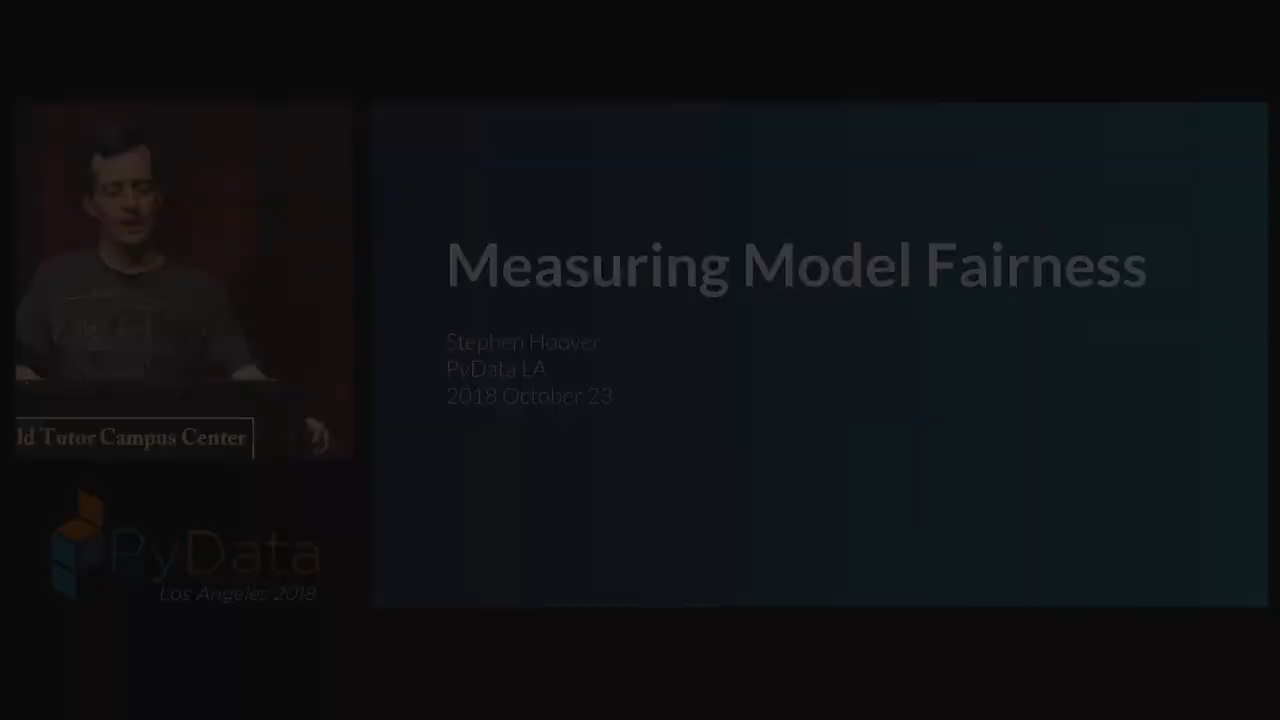 Measuring Model Fairness
Stephen Hoover
PyData LA
2018 October 23
ld Tutor Campus Center
PyData
Los Angeles 2018